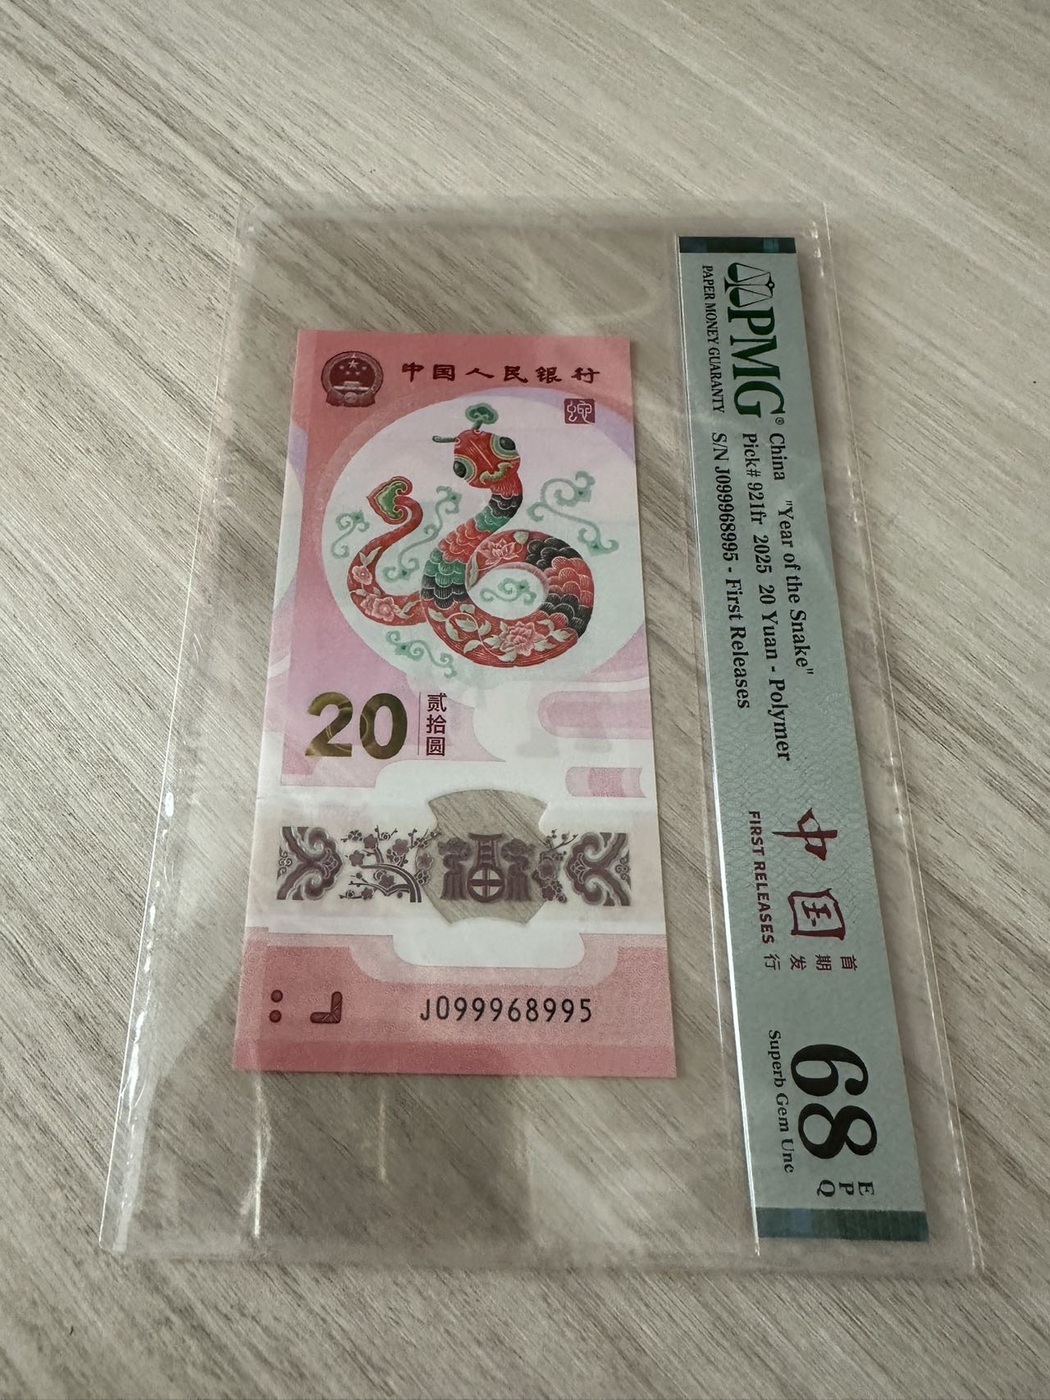 中国人民银行
蛇
20
贰拾圆
福
J099968995
PMG®
PAPER MONEY GUARANTY
China "Year of the Snake"
Pick# 921fr 2025 20 Yuan - Polymer
S/N J099968995 - First Releases
中国
首期发行
FIRST RELEASES
68
EPQ
Superb Gem Unc